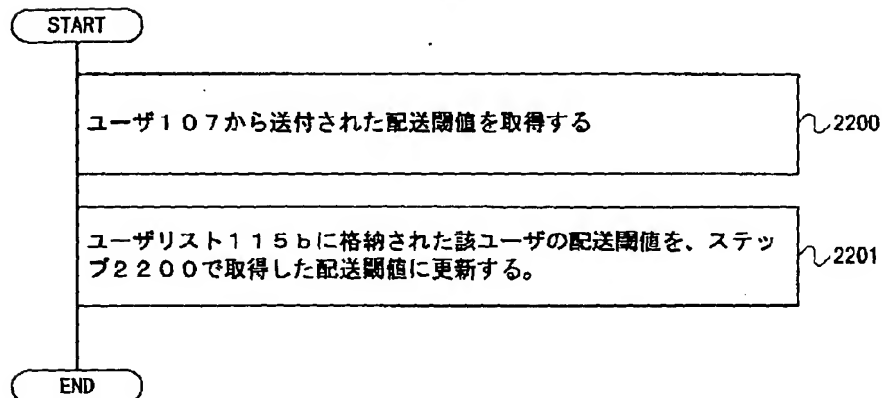 START
ユーザ107から送付された配送閾値を取得する
2200
ユーザリスト115bに格納された該ユーザの配送閾値を、ステッ
プ2200で取得した配送閾値に更新する。
2201
END